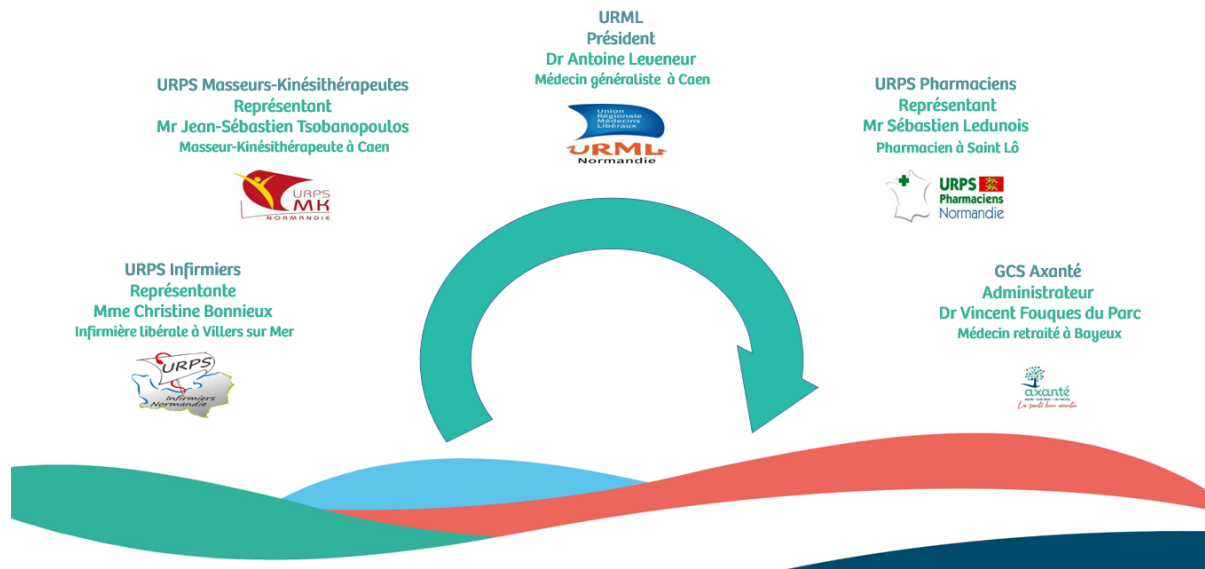 URML
Président
Dr Antoine Leveneur
Médecin généraliste à Caen
Union
Régionale
Médecins
Libéraux
URML
Normandie
URPS Masseurs-Kinésithérapeutes
Représentant
Mr Jean-Sébastien Tsobanopoulos
Masseur-Kinésithérapeute à Caen
URPS
MK
NORMANDIE
URPS Pharmaciens
Représentant
Mr Sébastien Ledunois
Pharmacien à Saint Lô
URPS
Pharmaciens
Normandie
URPS Infirmiers
Représentante
Mme Christine Bonnieux
Infirmière libérale à Villers sur Mer
URPS
Infirmiers
Normandie
GCS Axanté
Administrateur
Dr Vincent Fouques du Parc
Médecin retraité à Bayeux
axanté